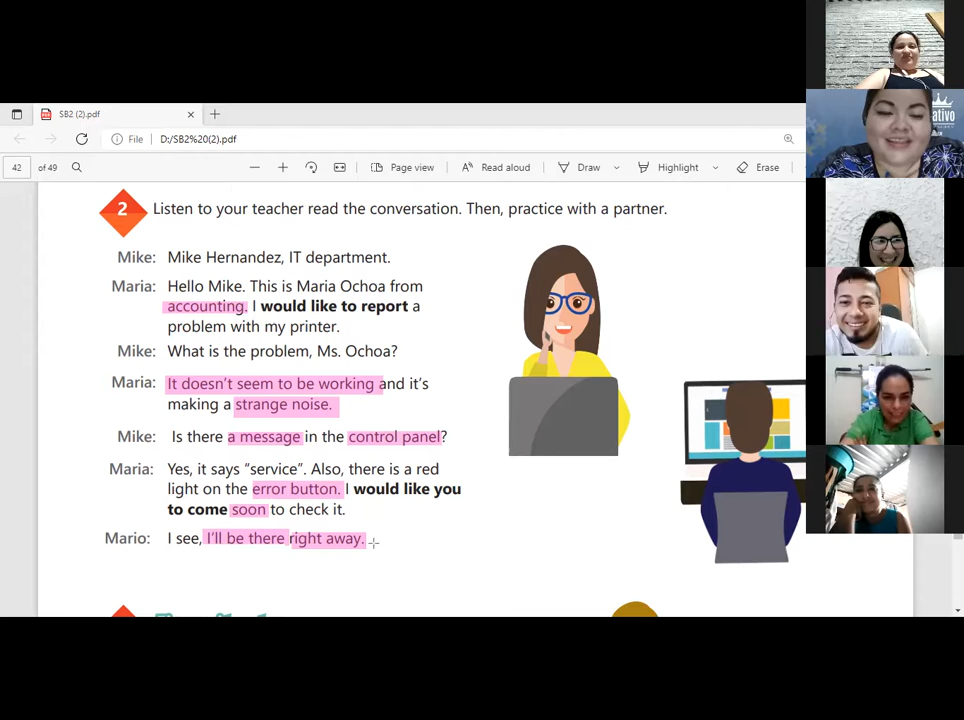 SB2 (2).pdf
File
D:/SB2%20(2).pdf
42
of 49
Page view
Read aloud
Draw
Highlight
Erase
ativo
2
Listen to your teacher read the conversation. Then, practice with a partner.
Mike: Mike Hernandez, IT department.
Maria: Hello Mike. This is Maria Ochoa from
accounting. I would like to report a
problem with my printer.
Mike: What is the problem, Ms. Ochoa?
Maria: It doesn't seem to be working and it's
making a strange noise.
Mike: Is there a message in the control panel?
Maria: Yes, it says “service”. Also, there is a red
light on the error button. I would like you
to come soon to check it.
Mario: I see, I'll be there right away.